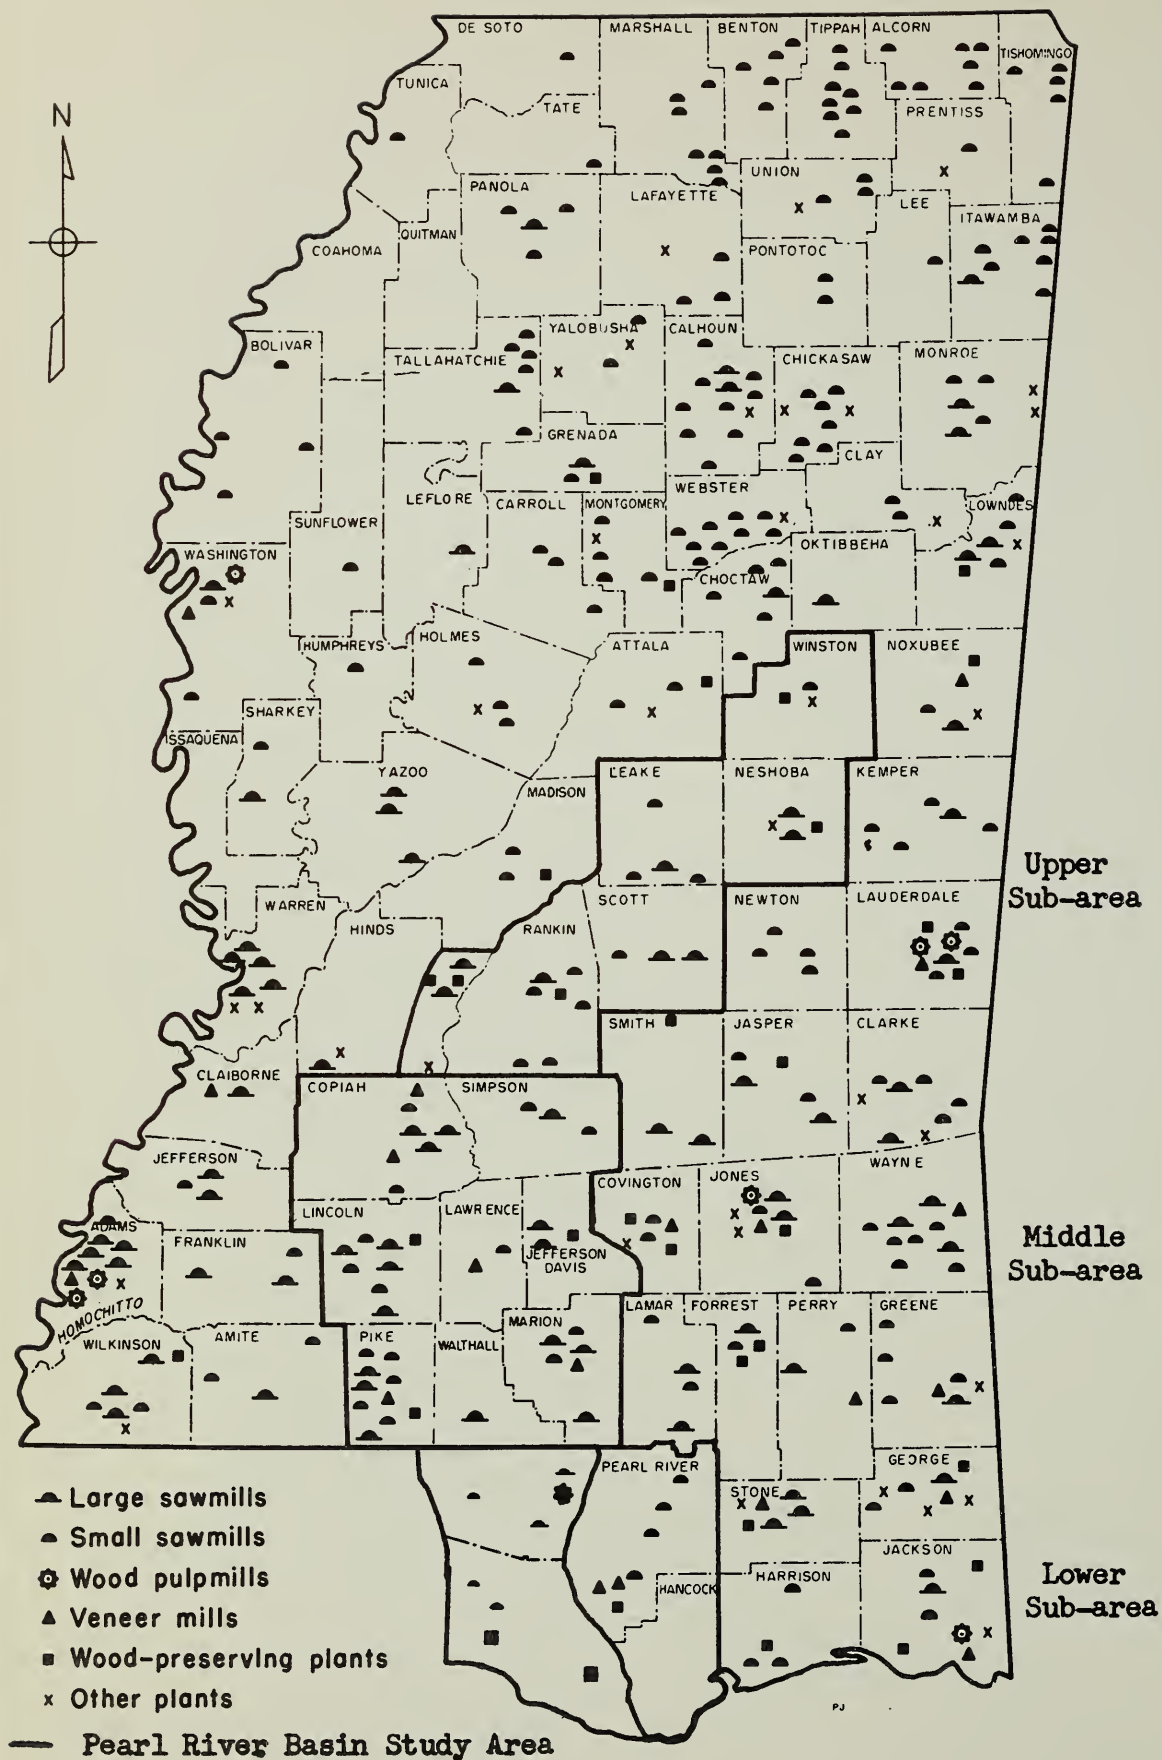 DE SOTO
MARSHALL
BENTON
TIPPAH
ALCORN
TISHOMINGO
TUNICA
TATE
PRENTISS
N
UNION
PANOLA
LAFAYETTE
LEE
ITAWAMBA
QUITMAN
COAHOMA
PONTOTOC
YALOBUSHA
CALHOUN
BOLIVAR
TALLAHATCHIE
CHICKASAW
MONROE
GRENADA
CLAY
LEFLORE
CARROLL
MONTGOMERY
WEBSTER
LOWNDES
SUNFLOWER
OKTIBBEHA
WASHINGTON
CHOCTAW
HUMPHREYS
HOLMES
ATTALA
WINSTON
NOXUBEE
SHARKEY
ISSAQUENA
YAZOO
MADISON
LEAKE
NESHOBA
KEMPER
Upper
Sub-area
WARREN
HINDS
RANKIN
SCOTT
NEWTON
LAUDERDALE
SMITH
JASPER
CLARKE
CLAIBORNE
COPIAH
SIMPSON
JEFFERSON
COVINGTON
JONES
WAYNE
ADAMS
FRANKLIN
LINCOLN
LAWRENCE
JEFFERSON
DAVIS
Middle
Sub-area
HOMOCHITTO
WILKINSON
AMITE
PIKE
WALTHALL
MARION
LAMAR
FORREST
PERRY
GREENE
PEARL RIVER
STONE
GEORGE
HANCOCK
HARRISON
JACKSON
Lower
Sub-area
Large sawmills
Small sawmills
Wood pulpmills
Veneer mills
Wood-preserving plants
x Other plants
PJ
Pearl River Basin Study Area